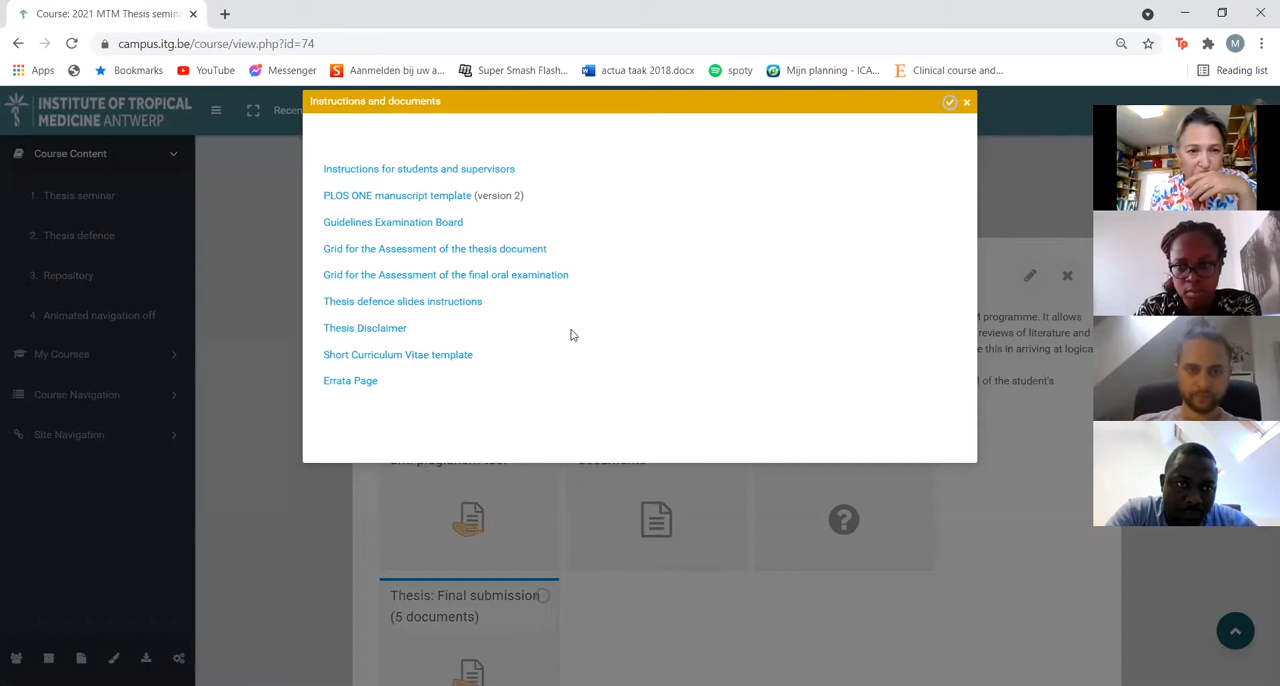 Course: 2021 MTM Thesis semin
campus.itg.be/course/view.php?id=74
M
Apps
Bookmarks
YouTube
Messenger
Aanmelden bij uw a...
Super Smash Flash...
actua taak 2018.docx
spoty
Mijn planning - ICA...
Clinical course and...
Reading list
INSTITUTE OF TROPICAL
MEDICINE ANTWERP
Recen
Instructions and documents
Course Content
1. Thesis seminar
2. Thesis defence
3. Repository
4. Animated navigation off
My Courses
Course Navigation
Site Navigation
Instructions for students and supervisors
PLOS ONE manuscript template (version 2)
Guidelines Examination Board
Grid for the Assessment of the thesis document
Grid for the Assessment of the final oral examination
Thesis defence slides instructions
Thesis Disclaimer
Short Curriculum Vitae template
Errata Page
M programme. It allows
reviews of literature and
e this in arriving at logica
l of the student's
Thesis: Final submission
(5 documents)